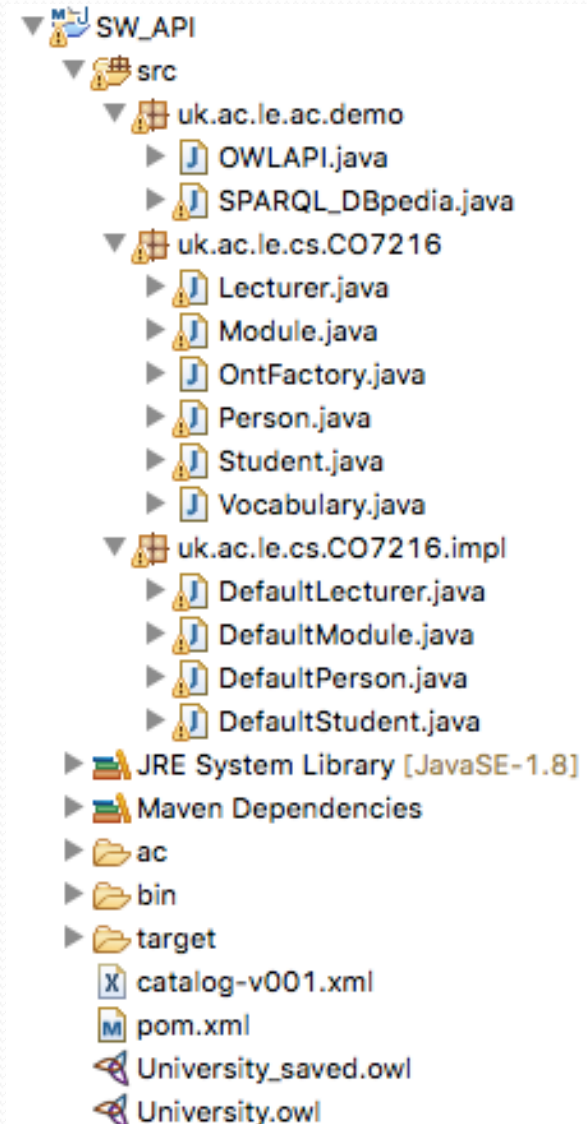 SW_API
src
uk.ac.le.ac.demo
OWLAPI.java
SPARQL_DBpedia.java
uk.ac.le.cs.CO7216
Lecturer.java
Module.java
OntFactory.java
Person.java
Student.java
Vocabulary.java
uk.ac.le.cs.CO7216.impl
DefaultLecturer.java
DefaultModule.java
DefaultPerson.java
DefaultStudent.java
JRE System Library [JavaSE-1.8]
Maven Dependencies
ac
bin
target
catalog-v001.xml
pom.xml
University_saved.owl
University.owl